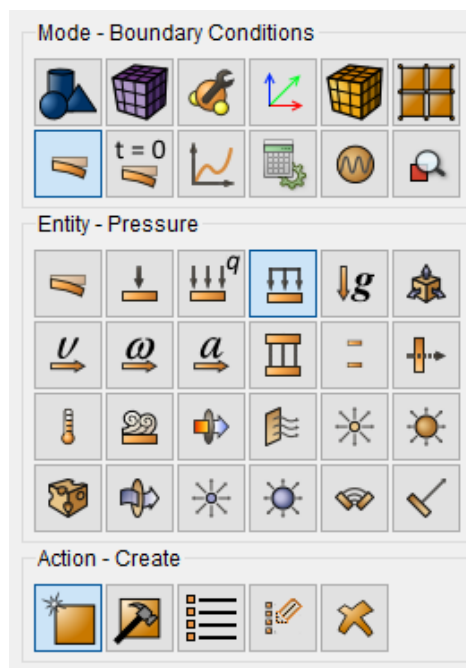 Mode - Boundary Conditions
t = 0
Entity - Pressure
q
g
υ ω a
Action - Create